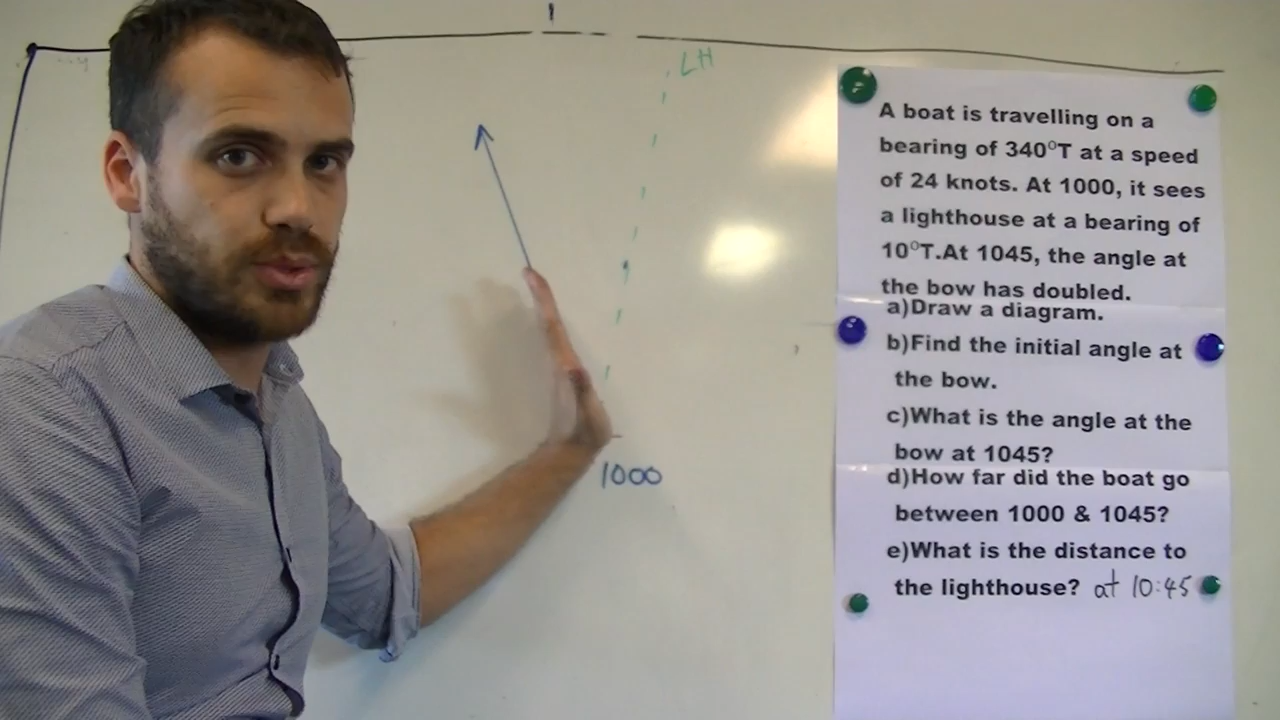 LH
1000
A boat is travelling on a
bearing of 340°T at a speed
of 24 knots. At 1000, it sees
a lighthouse at a bearing of
10°T.At 1045, the angle at
the bow has doubled.
a)Draw a diagram.
b)Find the initial angle at
the bow.
c)What is the angle at the
bow at 1045?
d)How far did the boat go
between 1000 & 1045?
e)What is the distance to
the lighthouse? at 10:45